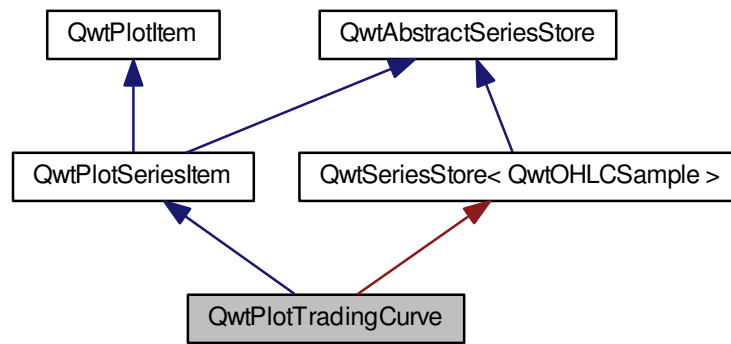 QwtPlotItem
QwtAbstractSeriesStore
QwtPlotSeriesItem
QwtSeriesStore< QwtOHLCSample >
QwtPlotTradingCurve